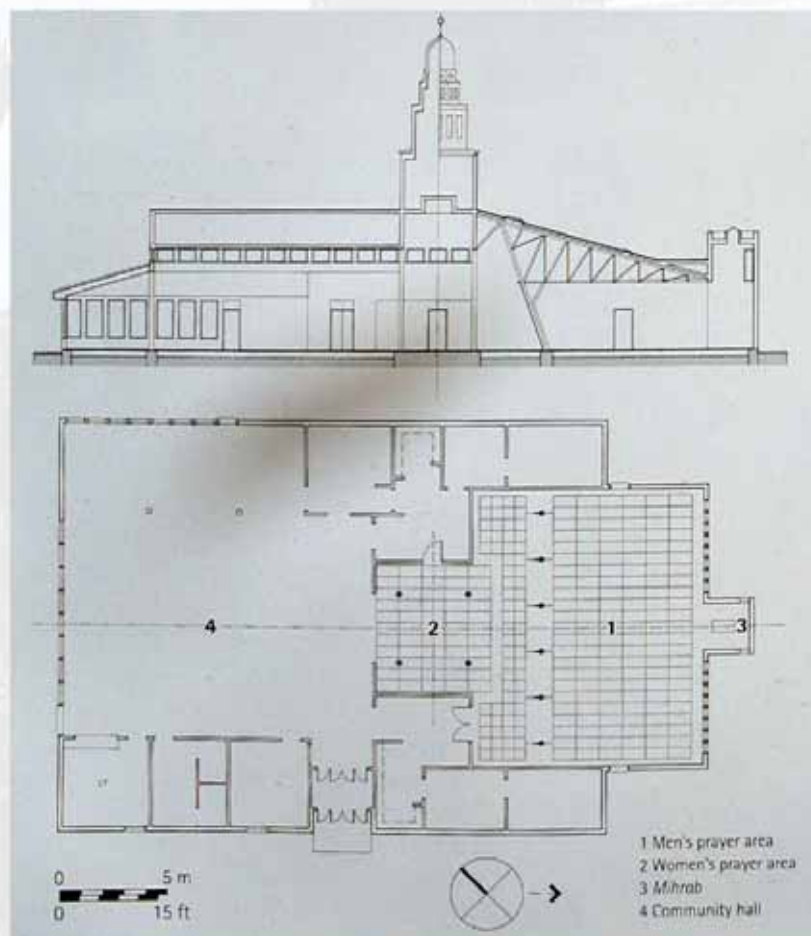 4
2
1
3
1 Men's prayer area
2 Women's prayer area
3 Mihrab
4 Community hall
0 5 m
0 15 ft